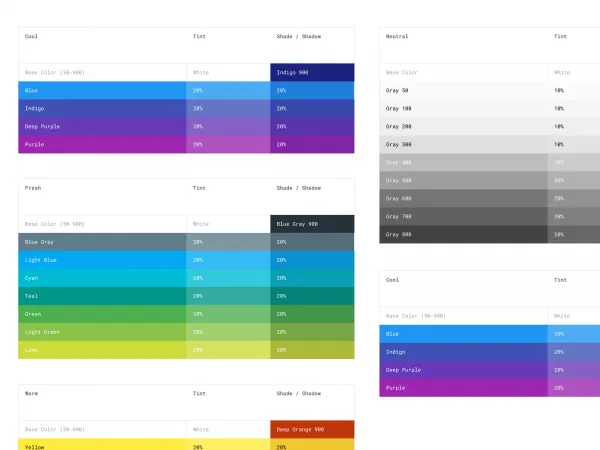 Cool Tint Shade / Shadow
Base Color (50-900) White Indigo 900
Blue 20% 20%
Indigo 20% 20%
Deep Purple 20% 20%
Purple 20% 20%
Fresh Tint Shade / Shadow
Base Color (50-900) White Blue Gray 900
Blue Gray 20% 20%
Light Blue 20% 20%
Cyan 20% 20%
Teal 20% 20%
Green 20% 20%
Light Green 20% 20%
Lime 20% 20%
Warm Tint Shade / Shadow
Base Color (50-900) White Deep Orange 900
Yellow 20% 20%
Neutral Tint
Base Color White
Gray 50 10%
Gray 100 10%
Gray 200 10%
Gray 300 10%
Gray 400 10%
Gray 500 20%
Gray 600 20%
Gray 700 20%
Gray 800 20%
Cool Tint
Base Color (50-900) White
Blue 20%
Indigo 20%
Deep Purple 20%
Purple 20%